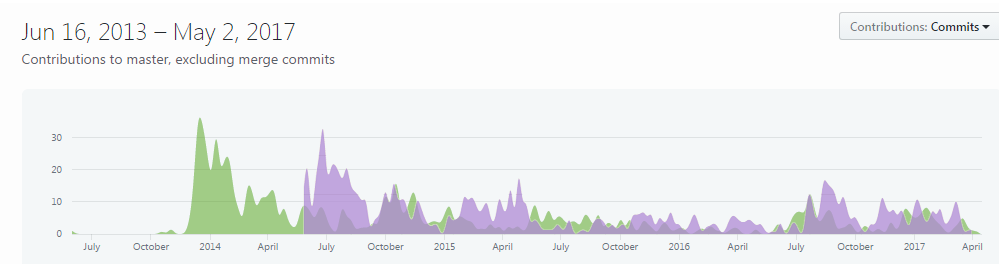 Jun 16, 2013 – May 2, 2017
Contributions: Commits
Contributions to master, excluding merge commits
30
20
10
0
July October 2014 April July October 2015 April July October 2016 April July October 2017 April